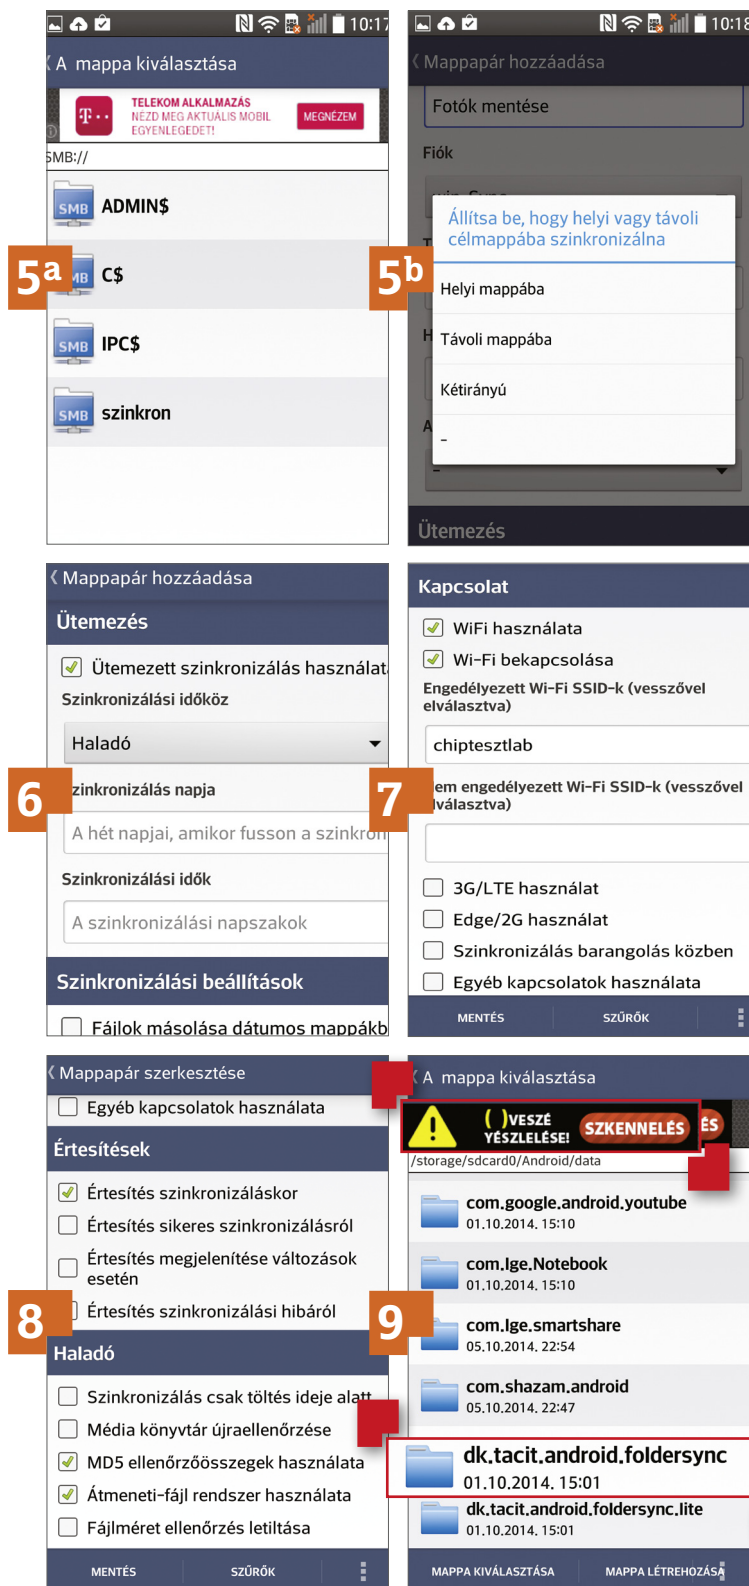 10:17
A mappa kiválasztása
TELEKOM ALKALMAZÁS
NÉZD MEG AKTUÁLIS MOBIL
EGYENLEGEDET!
MEGNÉZEM
SMB://
SMB ADMIN$
5a
C$
SMB IPC$
SMB szinkron
10:18
Mappapár hozzáadása
Fotók mentése
Fiók
Állítsa be, hogy helyi vagy távoli
célmappába szinkronizálna
5b
Helyi mappába
Távoli mappába
Kétirányú
-
-
Ütemezés
Mappapár hozzáadása
Ütemezés
Ütemezett szinkronizálás használat
Szinkronizálási időköz
Haladó
6
zinkronizálás napja
A hét napjai, amikor fusson a szinkron
Szinkronizálási idők
A szinkronizálási napszakok
Szinkronizálási beállítások
Fájlok másolása dátumos mappákb
Kapcsolat
WiFi használata
Wi-Fi bekapcsolása
Engedélyezett Wi-Fi SSID-k (vesszővel
elválasztva)
chiptesztlab
7
em engedélyezett Wi-Fi SSID-k (vesszővel
lválasztva)
3G/LTE használat
Edge/2G használat
Szinkronizálás barangolás közben
Egyéb kapcsolatok használata
MENTÉS SZŰRŐK
Mappapár szerkesztése
Egyéb kapcsolatok használata
Értesítések
Értesítés szinkronizáláskor
Értesítés sikeres szinkronizálásról
Értesítés megjelenítése változások
esetén
8
Értesítés szinkronizálási hibáról
Haladó
Szinkronizálás csak töltés ideje alatt
Média könyvtár újraellenőrzése
MD5 ellenőrzőösszegek használata
Átmeneti-fájl rendszer használata
Fájlméret ellenőrzés letiltása
MENTÉS SZŰRŐK
A mappa kiválasztása
( )VESZÉ
YÉSZLELÉSE!
SZKENNELÉS
ÉS
/storage/sdcard0/Android/data
com.google.android.youtube
01.10.2014. 15:10
com.lge.Notebook
01.10.2014. 15:10
9
com.lge.smartshare
05.10.2014. 22:54
com.shazam.android
05.10.2014. 22:47
dk.tacit.android.foldersync
01.10.2014. 15:01
dk.tacit.android.foldersync.lite
01.10.2014. 15:01
MAPPA KIVÁLASZTÁSA MAPPA LÉTREHOZÁSA